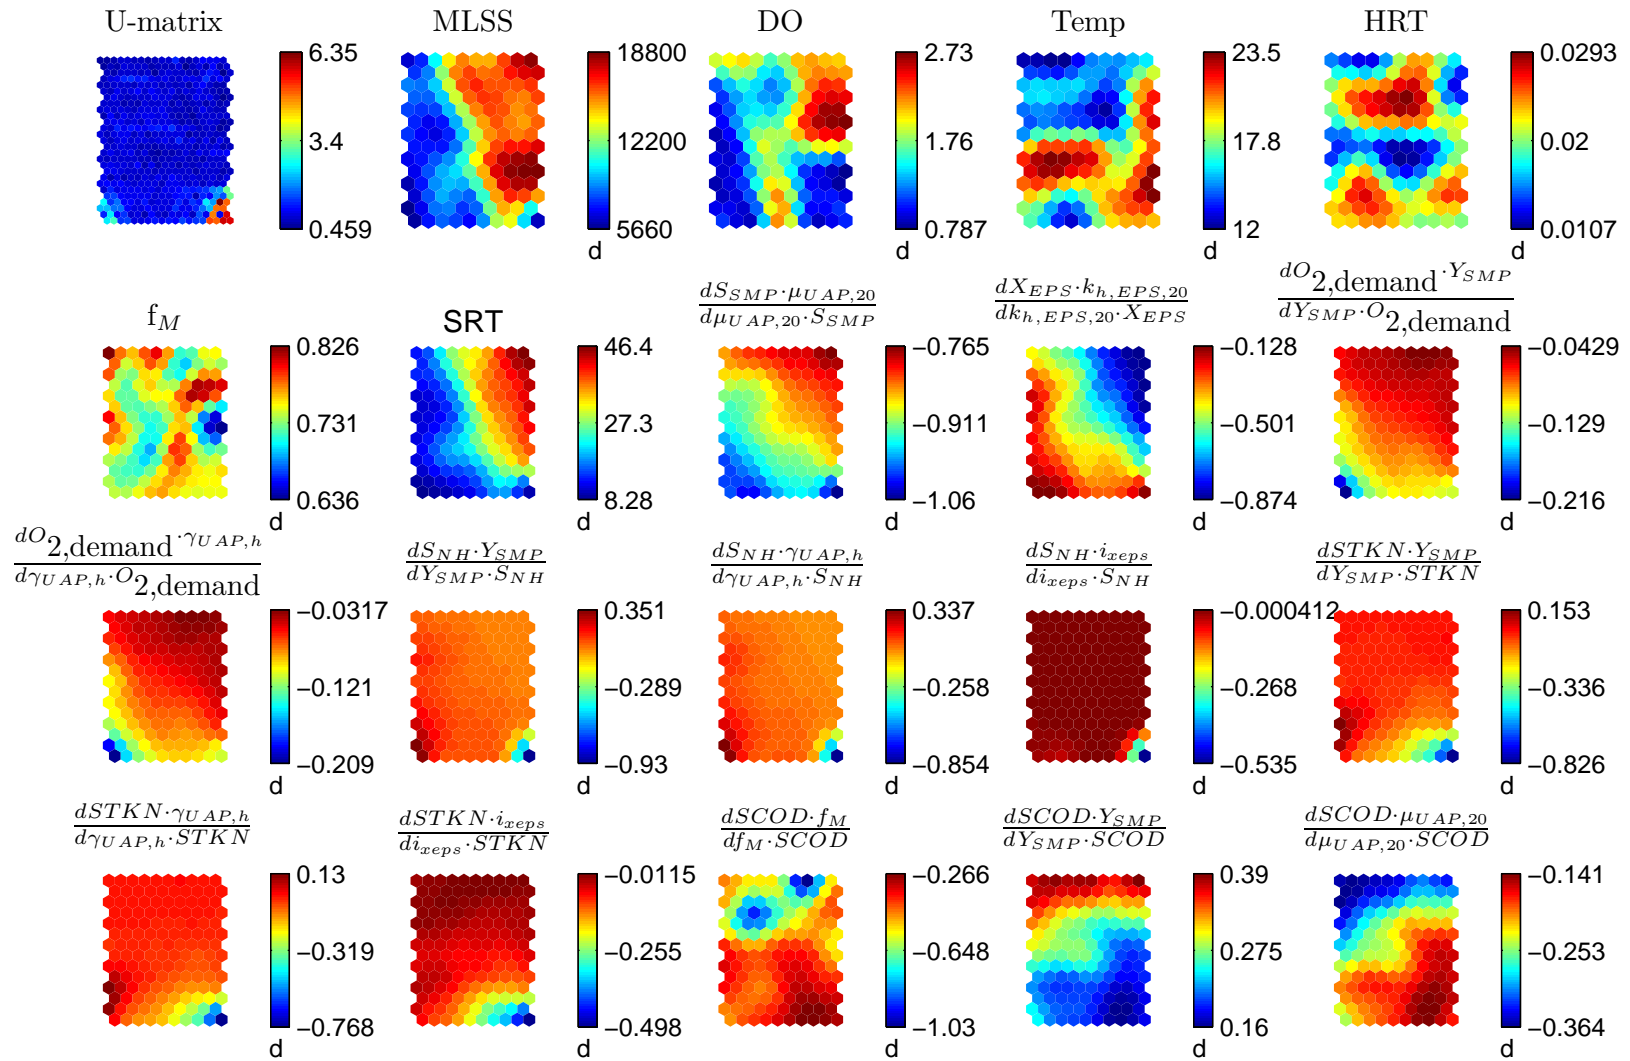 U-matrix MLSS DO Temp HRT
6.35 18800 2.73 23.5 0.0293
3.4 12200 1.76 17.8 0.02
0.459 5660 0.787 12 0.0107
d d d d
f_M SRT dS_SMP·μ_UAP,20 / dμ_UAP,20·S_SMP dX_EPS·k_h,EPS,20 / dk_h,EPS,20·X_EPS dO_2,demand·Y_SMP / dY_SMP·O_2,demand
0.826 46.4 −0.765 −0.128 −0.0429
0.731 27.3 −0.911 −0.501 −0.129
0.636 8.28 −1.06 −0.874 −0.216
d d d d d
dO_2,demand·γ_UAP,h / dγ_UAP,h·O_2,demand dS_NH·Y_SMP / dY_SMP·S_NH dS_NH·γ_UAP,h / dγ_UAP,h·S_NH dS_NH·i_xeps / di_xeps·S_NH dSTKN·Y_SMP / dY_SMP·STKN
−0.0317 0.351 0.337 −0.000412 0.153
−0.121 −0.289 −0.258 −0.268 −0.336
−0.209 −0.93 −0.854 −0.535 −0.826
d d d d d
dSTKN·γ_UAP,h / dγ_UAP,h·STKN dSTKN·i_xeps / di_xeps·STKN dSCOD·f_M / df_M·SCOD dSCOD·Y_SMP / dY_SMP·SCOD dSCOD·μ_UAP,20 / dμ_UAP,20·SCOD
0.13 −0.0115 −0.266 0.39 −0.141
−0.319 −0.255 −0.648 0.275 −0.253
−0.768 −0.498 −1.03 0.16 −0.364
d d d d d